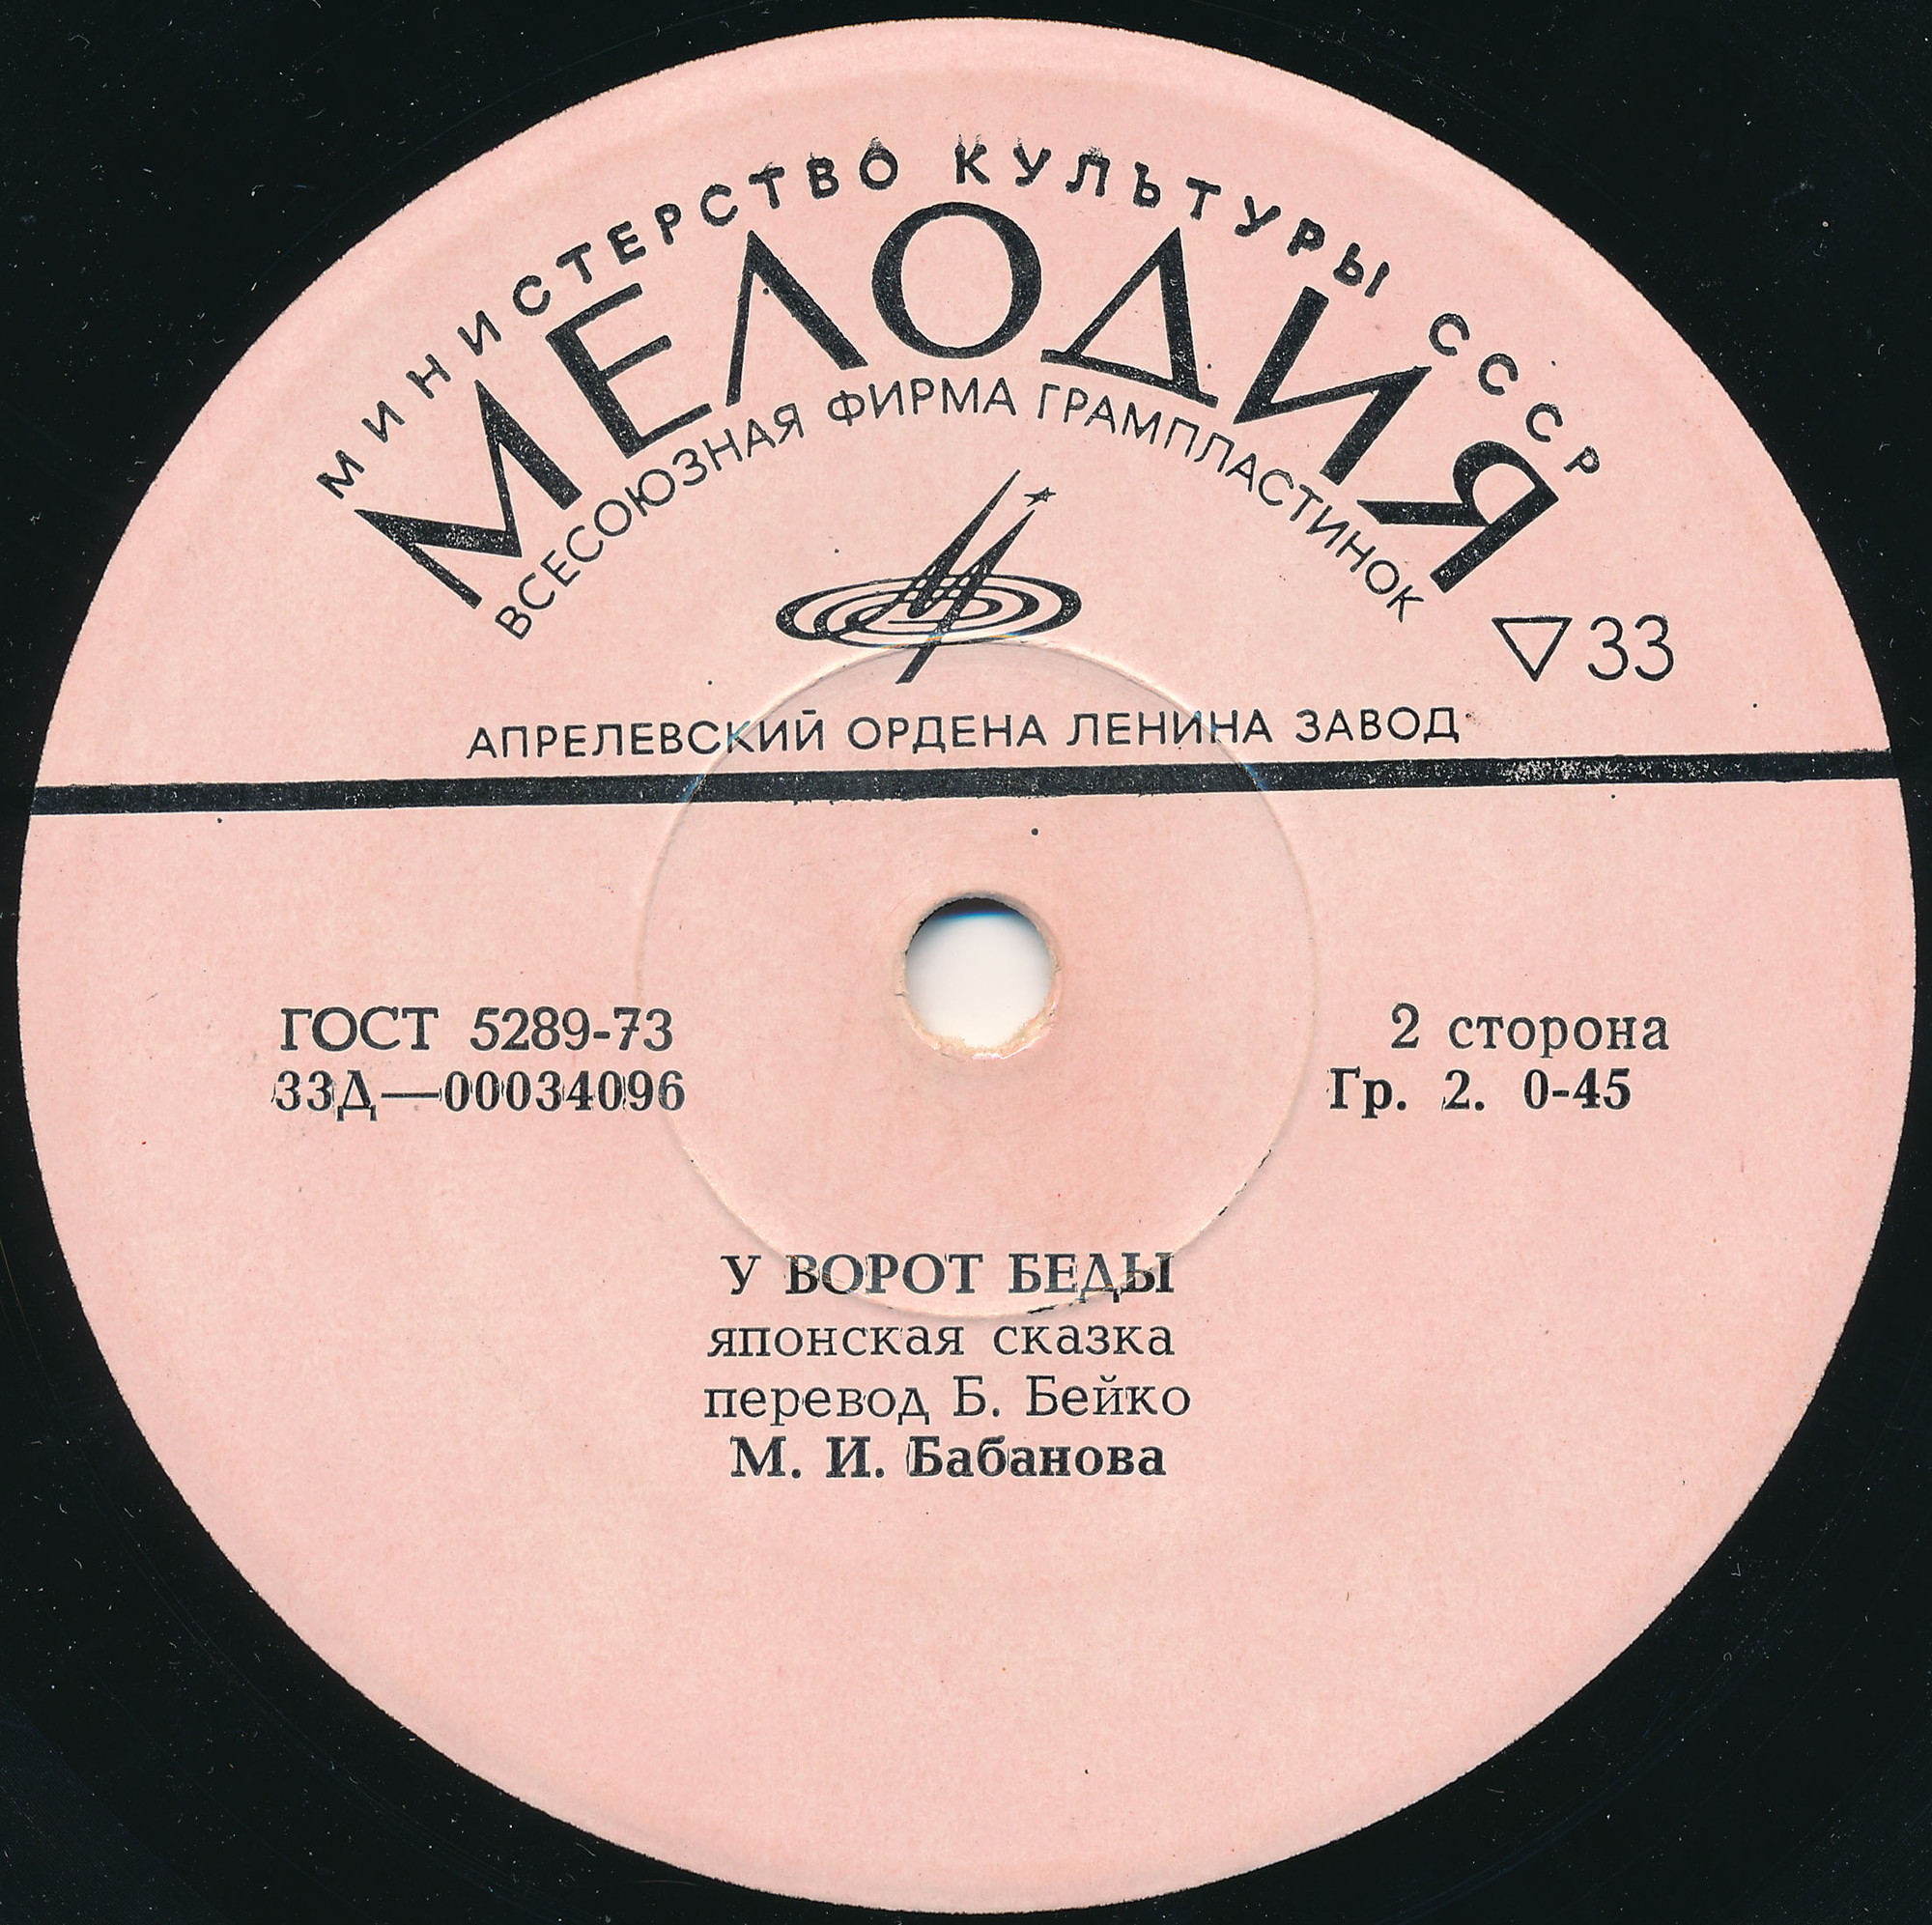 МИНИСТЕРСТВО КУЛЬТУРЫ СССР
МЕЛОДИЯ
ВСЕСОЮЗНАЯ ФИРМА ГРАМПЛАСТИНОК
▽33
АПРЕЛЕВСКИЙ ОРДЕНА ЛЕНИНА ЗАВОД
ГОСТ 5289-73
33Д—00034096
2 сторона
Гр. 2. 0-45
У ВОРОТ БЕДЫ
японская сказка
перевод Б. Бейко
М. И. Бабанова